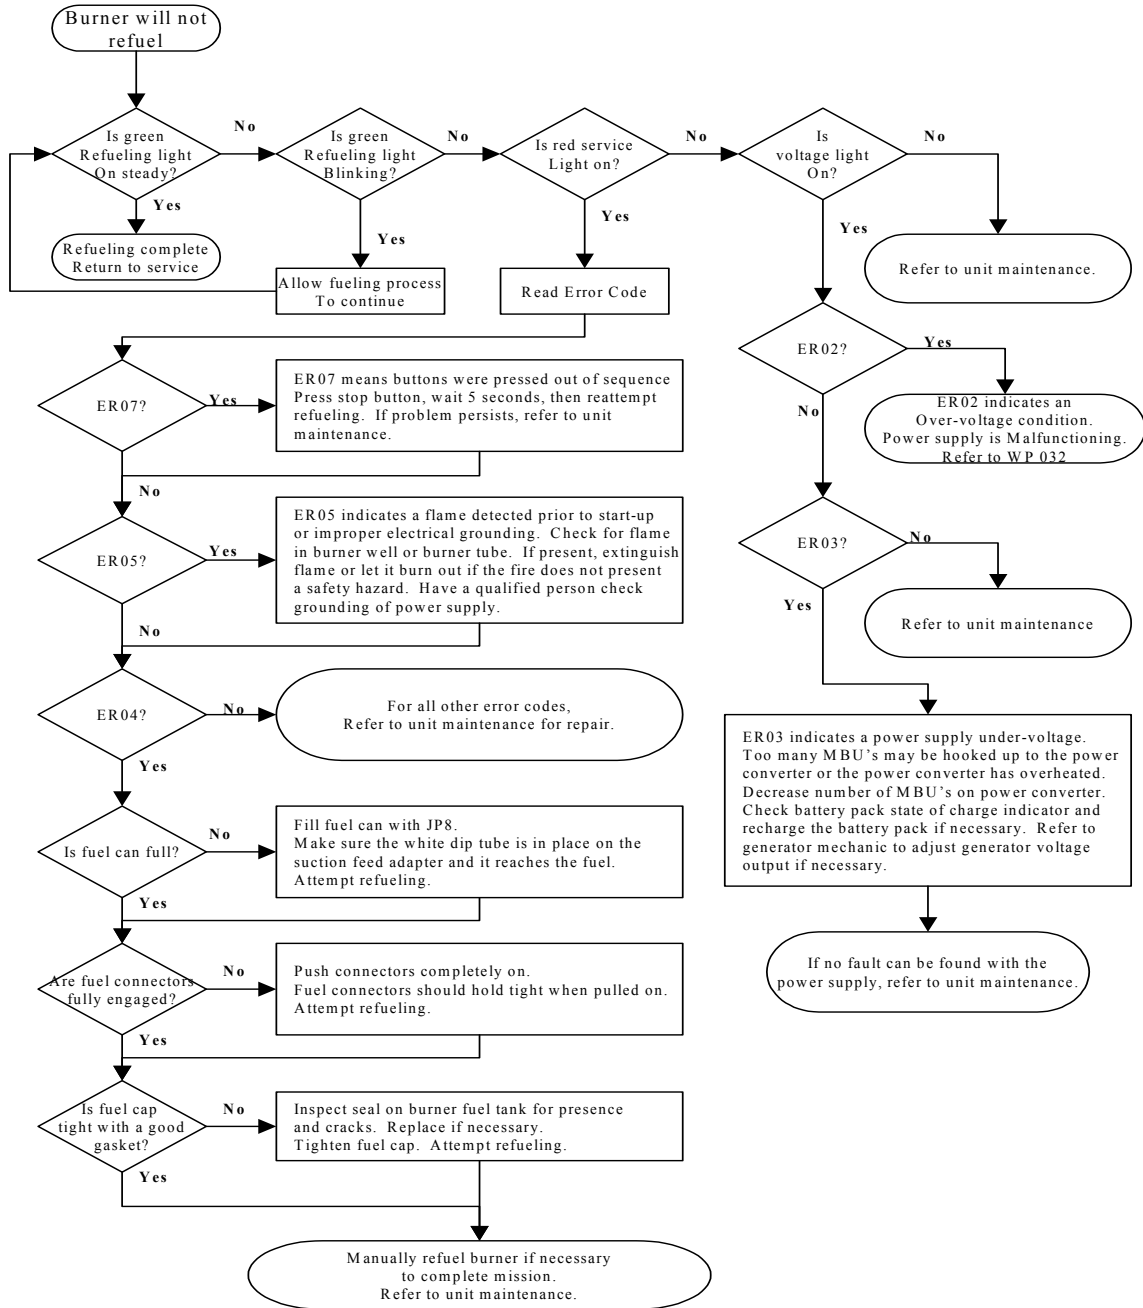 Burner will not
refuel
Is green
Refueling light
On steady?
No
Yes
Refueling complete
Return to service
Is green
Refueling light
Blinking?
No
Yes
Allow fueling process
To continue
Is red service
Light on?
No
Yes
Read Error Code
Is
voltage light
On?
No
Yes
Refer to unit maintenance.
ER02?
Yes
No
ER02 indicates an
Over-voltage condition.
Power supply is Malfunctioning.
Refer to WP 032
ER03?
No
Yes
Refer to unit maintenance
ER03 indicates a power supply under-voltage.
Too many MBU's may be hooked up to the power
converter or the power converter has overheated.
Decrease number of MBU's on power converter.
Check battery pack state of charge indicator and
recharge the battery pack if necessary. Refer to
generator mechanic to adjust generator voltage
output if necessary.
If no fault can be found with the
power supply, refer to unit maintenance.
ER07?
Yes
No
ER07 means buttons were pressed out of sequence
Press stop button, wait 5 seconds, then reattempt
refueling. If problem persists, refer to unit
maintenance.
ER05?
Yes
No
ER05 indicates a flame detected prior to start-up
or improper electrical grounding. Check for flame
in burner well or burner tube. If present, extinguish
flame or let it burn out if the fire does not present
a safety hazard. Have a qualified person check
grounding of power supply.
ER04?
No
Yes
For all other error codes,
Refer to unit maintenance for repair.
Is fuel can full?
No
Yes
Fill fuel can with JP8.
Make sure the white dip tube is in place on the
suction feed adapter and it reaches the fuel.
Attempt refueling.
Are fuel connectors
fully engaged?
No
Yes
Push connectors completely on.
Fuel connectors should hold tight when pulled on.
Attempt refueling.
Is fuel cap
tight with a good
gasket?
No
Yes
Inspect seal on burner fuel tank for presence
and cracks. Replace if necessary.
Tighten fuel cap. Attempt refueling.
Manually refuel burner if necessary
to complete mission.
Refer to unit maintenance.